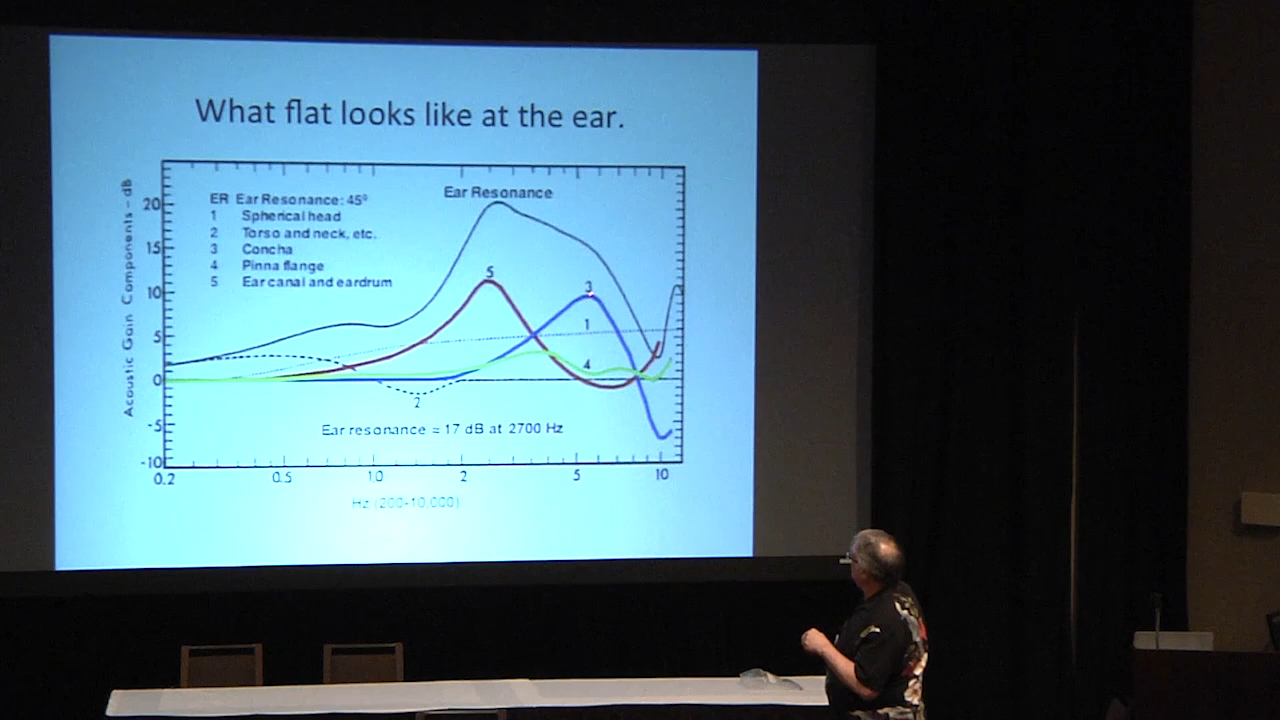 What flat looks like at the ear.
Acoustic Gain Components - dB
20
15
10
5
0
-5
-10
ER Ear Resonance: 45º
1 Spherical head
2 Torso and neck, etc.
3 Concha
4 Pinna flange
5 Ear canal and eardrum
Ear Resonance
5
3
1
4
2
Ear resonance = 17 dB at 2700 Hz
0.2 0.5 1.0 2 5 10
Hz (200-10,000)